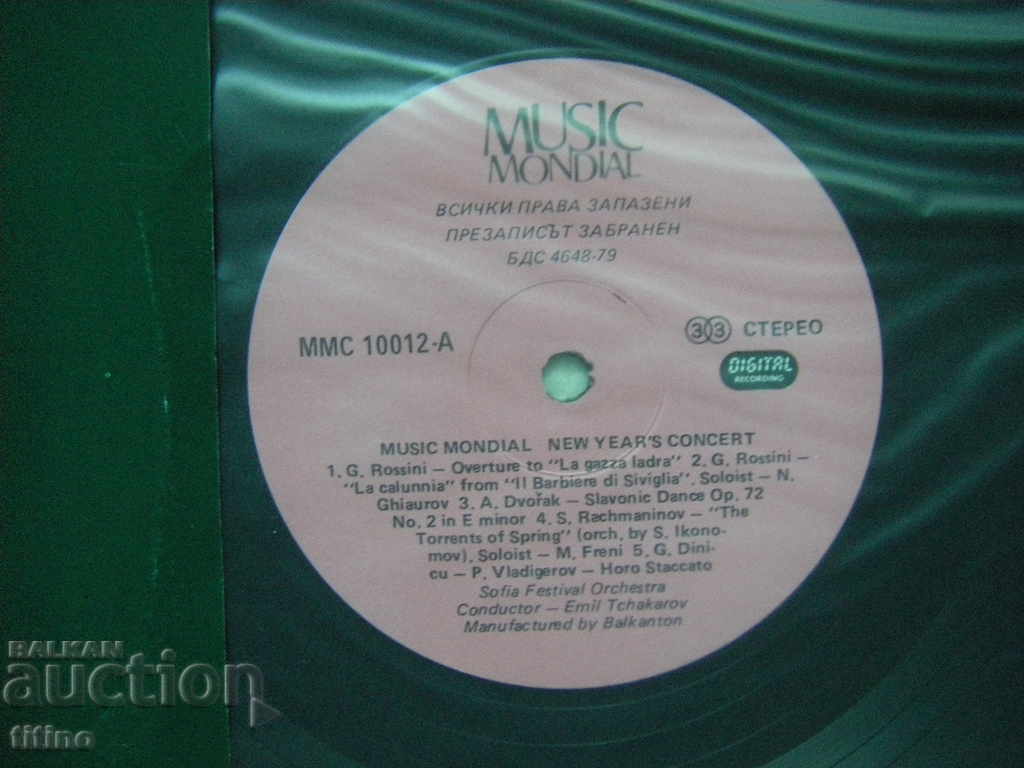 MUSIC
MONDIAL
ВСИЧКИ ПРАВА ЗАПАЗЕНИ
ПРЕЗАПИСЪТ ЗАБРАНЕН
БДС 4648-79
ММС 10012-А
33 СТЕРЕО
DIGITAL
RECORDING
MUSIC MONDIAL NEW YEAR'S CONCERT
1. G. Rossini – Overture to "La gazza ladra" 2. G. Rossini –
"La calunnia" from "Il Barbiere di Siviglia". Soloist – N.
Ghiaurov 3. A. Dvořak – Slavonic Dance Op. 72
No. 2 in E minor 4. S. Rachmaninov – "The
Torrents of Spring" (orch. by S. Ikono-
mov). Soloist – M. Freni 5. G. Dini-
cu – P. Vladigerov – Horo Staccato
Sofia Festival Orchestra
Conductor – Emil Tchakarov
Manufactured by Balkanton
BALKAN
auction
titino